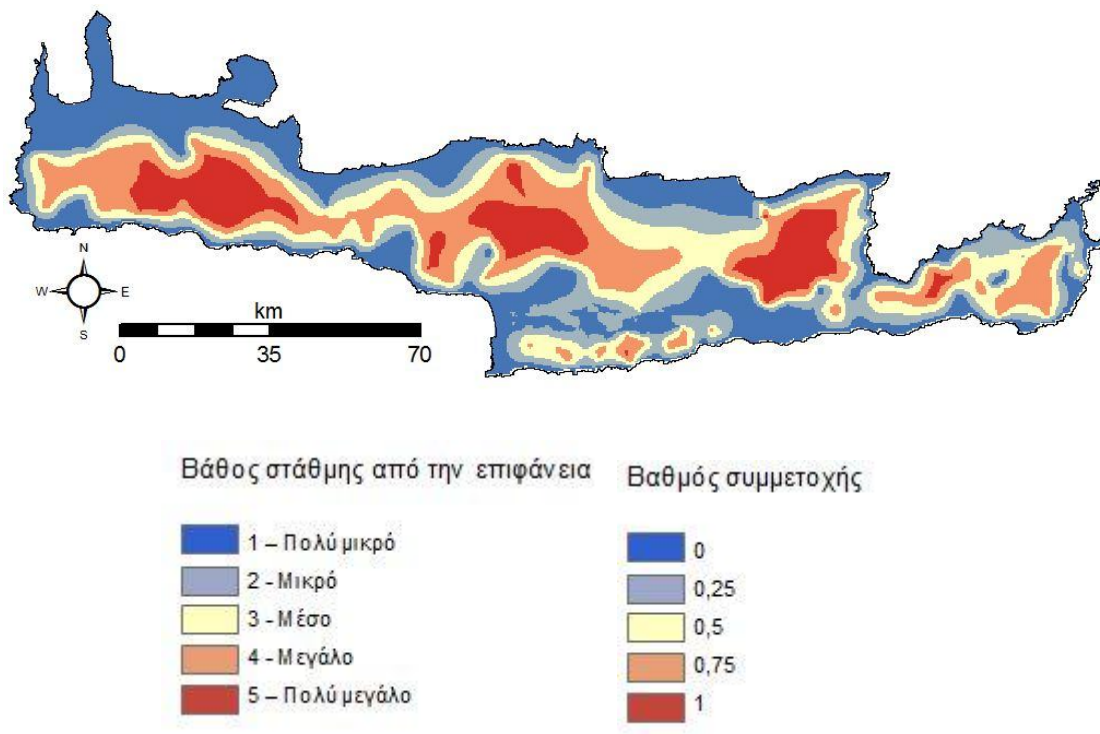 N
W E
S
km
0 35 70
Βάθος στάθμης από την επιφάνεια
1 – Πολύ μικρό
2 - Μικρό
3 - Μέσο
4 - Μεγάλο
5 – Πολύ μεγάλο
Βαθμός συμμετοχής
0
0,25
0,5
0,75
1